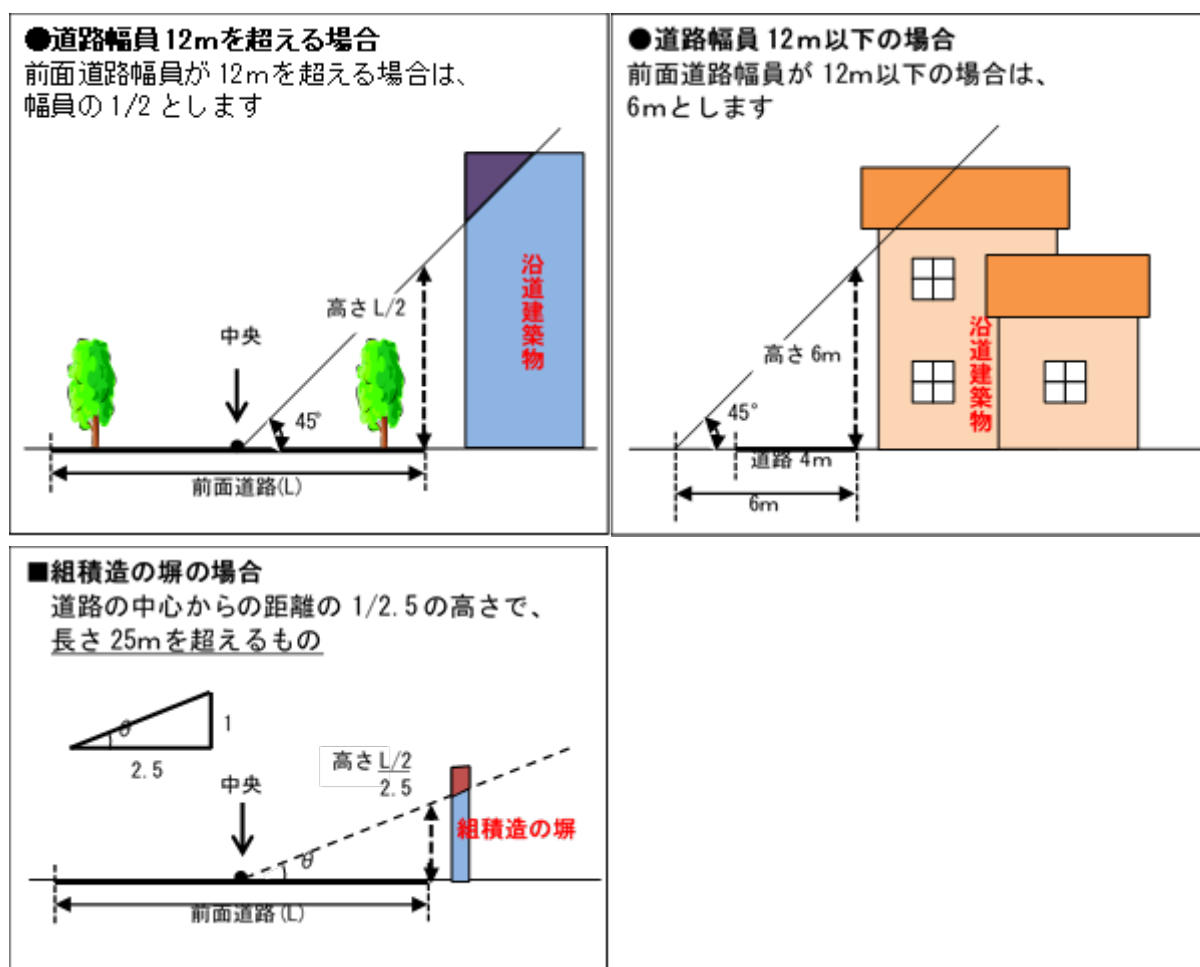 ●道路幅員12mを超える場合
前面道路幅員が12mを超える場合は、
幅員の1/2とします
沿道建築物
高さL/2
中央
45°
前面道路(L)
●道路幅員12m以下の場合
前面道路幅員が12m以下の場合は、
6mとします
沿道建築物
高さ6m
45°
道路4m
6m
■組積造の塀の場合
道路の中心からの距離の1/2.5の高さで、
長さ25mを超えるもの
θ
1
2.5
高さL/2
2.5
中央
組積造の塀
θ
前面道路(L)